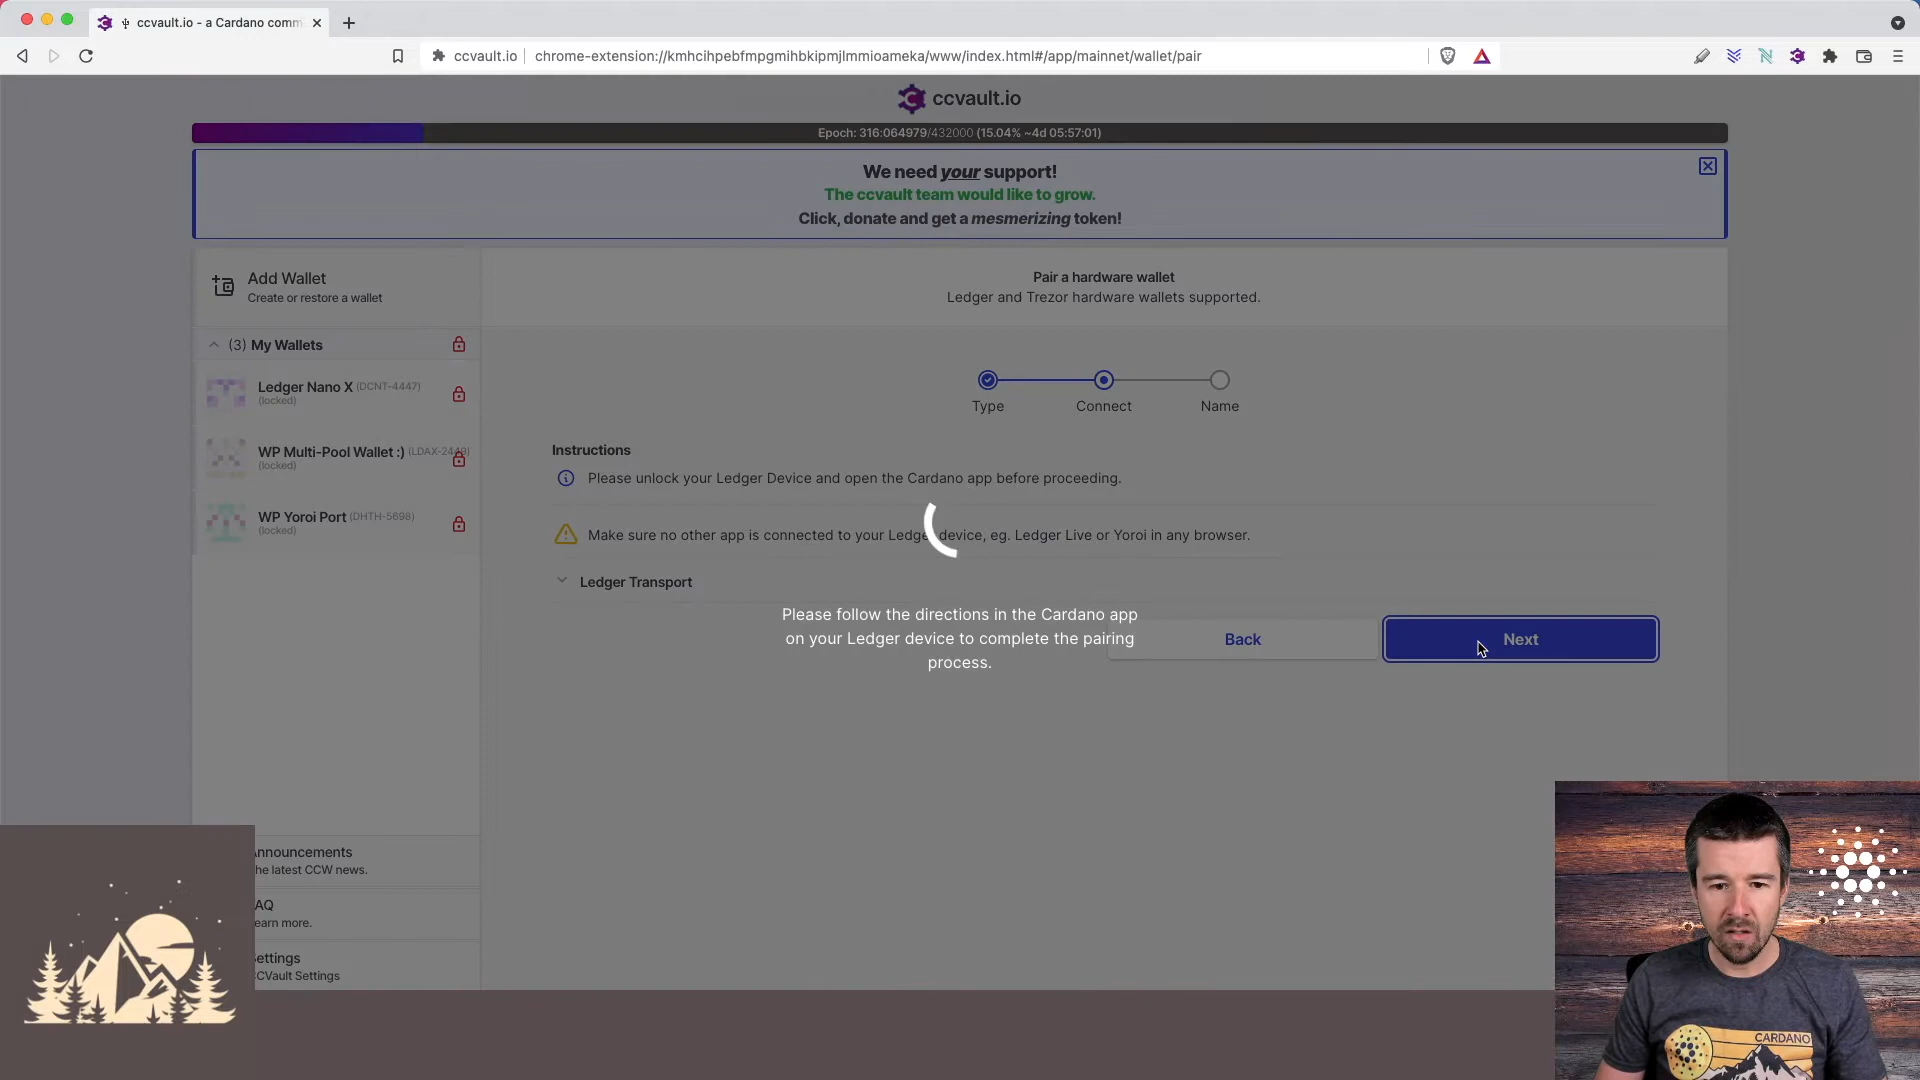 ccvault.io - a Cardano comm
ccvault.io
chrome-extension://kmhcihpebfmpgmihbkipmjlmmioameka/www/index.html#/app/mainnet/wallet/pair
ccvault.io
Epoch: 316:064979/432000 (15.04% ~4d 05:57:01)
We need your support!
The ccvault team would like to grow.
Click, donate and get a mesmerizing token!
Add Wallet
Create or restore a wallet
Pair a hardware wallet
Ledger and Trezor hardware wallets supported.
(3) My Wallets
Ledger Nano X (DCNT-4447)
(locked)
WP Multi-Pool Wallet :) (LDAX-2449)
(locked)
WP Yoroi Port (DHTH-5698)
(locked)
Type
Connect
Name
Instructions
Please unlock your Ledger Device and open the Cardano app before proceeding.
Make sure no other app is connected to your Ledger device, eg. Ledger Live or Yoroi in any browser.
Ledger Transport
Please follow the directions in the Cardano app
on your Ledger device to complete the pairing
process.
Back
Next
nnouncements
he latest CCW news.
AQ
earn more.
ettings
CCVault Settings
CARDANO